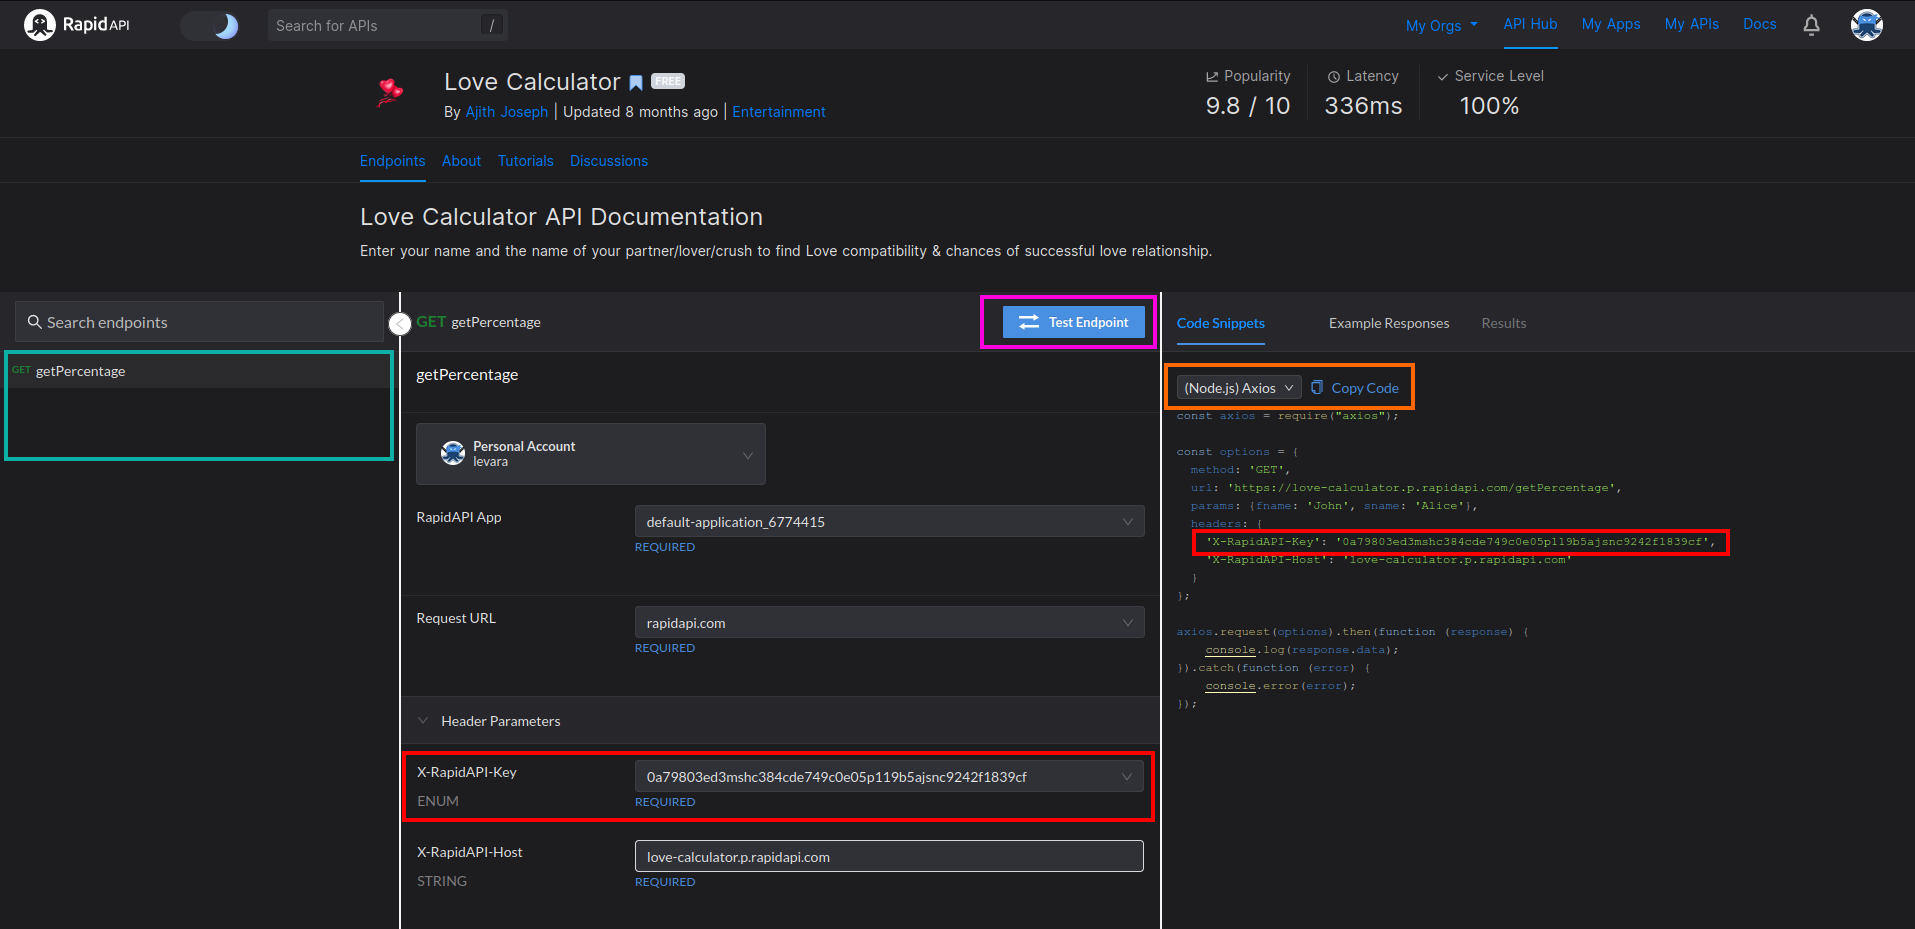 RapidAPI
Search for APIs /
My Orgs API Hub My Apps My APIs Docs
Love Calculator FREE
By Ajith Joseph | Updated 8 months ago | Entertainment
Popularity
9.8 / 10
Latency
336ms
Service Level
100%
Endpoints About Tutorials Discussions
Love Calculator API Documentation
Enter your name and the name of your partner/lover/crush to find Love compatibility & chances of successful love relationship.
Search endpoints
GET getPercentage
GET getPercentage
Test Endpoint
getPercentage
Personal Account
levara
RapidAPI App
default-application_6774415
REQUIRED
Request URL
rapidapi.com
REQUIRED
Header Parameters
X-RapidAPI-Key
0a79803ed3mshc384cde749c0e05p119b5ajsnc9242f1839cf
ENUM
REQUIRED
X-RapidAPI-Host
love-calculator.p.rapidapi.com
STRING
REQUIRED
Code Snippets Example Responses Results
(Node.js) Axios Copy Code
const axios = require("axios");
const options = {
method: 'GET',
url: 'https://love-calculator.p.rapidapi.com/getPercentage',
params: {fname: 'John', sname: 'Alice'},
headers: {
'X-RapidAPI-Key': '0a79803ed3mshc384cde749c0e05p119b5ajsnc9242f1839cf',
'X-RapidAPI-Host': 'love-calculator.p.rapidapi.com'
}
};
axios.request(options).then(function (response) {
console.log(response.data);
}).catch(function (error) {
console.error(error);
});